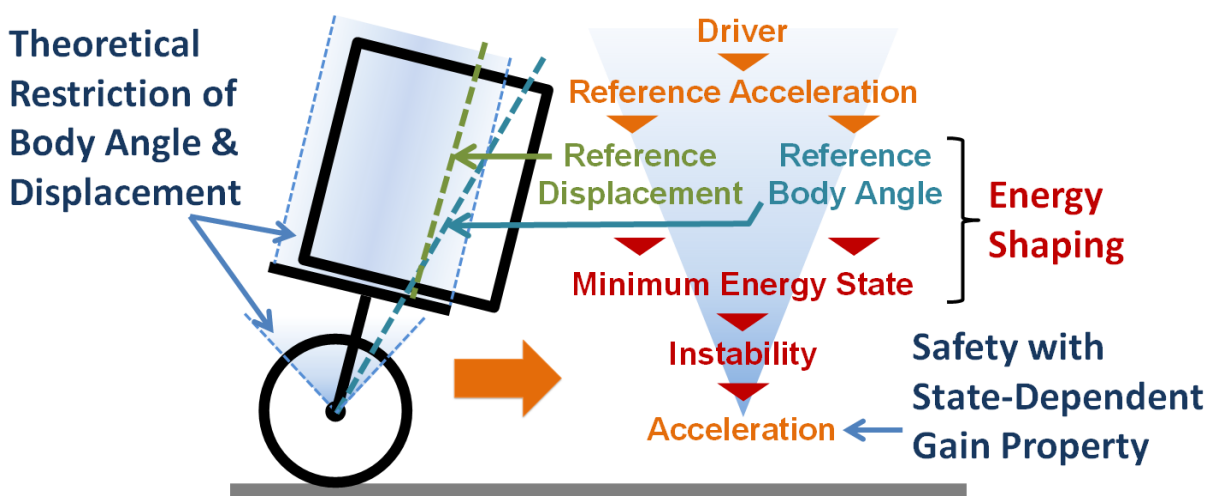 Theoretical
Restriction of
Body Angle &
Displacement
Driver
Reference Acceleration
Reference
Displacement
Reference
Body Angle
Energy
Shaping
Minimum Energy State
Instability
Acceleration
Safety with
State-Dependent
Gain Property